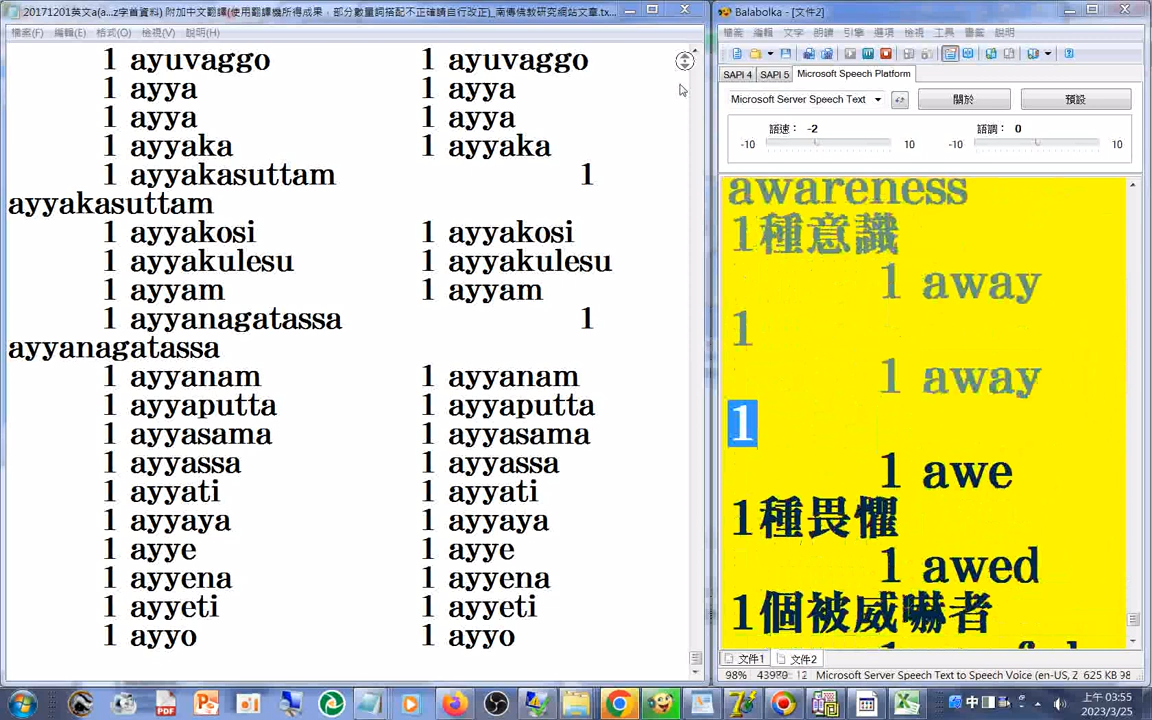 20171201英文a(a...z字首資料) 附加中文翻譯(使用翻譯機所得成果﹐部分數量詞搭配不正確請自行改正)_南傳佛教研究網站文章.tx...
檔案(F) 編輯(E) 格式(O) 檢視(V) 說明(H)
1 ayuvaggo 1 ayuvaggo
1 ayya 1 ayya
1 ayya 1 ayya
1 ayyaka 1 ayyaka
1 ayyakasuttam 1
ayyakasuttam
1 ayyakosi 1 ayyakosi
1 ayyakulesu 1 ayyakulesu
1 ayyam 1 ayyam
1 ayyanagatassa 1
ayyanagatassa
1 ayyanam 1 ayyanam
1 ayyaputta 1 ayyaputta
1 ayyasama 1 ayyasama
1 ayyassa 1 ayyassa
1 ayyati 1 ayyati
1 ayyaya 1 ayyaya
1 ayye 1 ayye
1 ayyena 1 ayyena
1 ayyeti 1 ayyeti
1 ayyo 1 ayyo
Balabolka - [文件2]
檔案 編輯 文字 朗讀 引擎 選項 檢視 工具 書籤 說明
SAPI 4 SAPI 5 Microsoft Speech Platform
Microsoft Server Speech Text 關於 預設
語速： -2 語調： 0
-10 10 -10 10
awareness
1種意識
1 away
1
1 away
1
1 awe
1種畏懼
1 awed
1個被威嚇者
文件1 文件2
98% 12 Microsoft Server Speech Text to Speech Voice (en-US, Z 625 KB 98
中
上午 03:55
2023/3/25